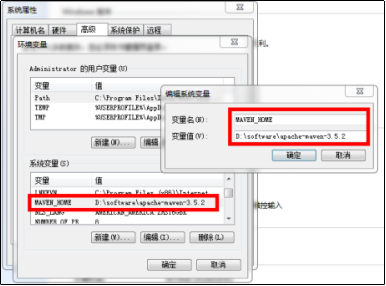 系统属性
计算机名 硬件 高级 系统保护 远程
环境变量
Administrator 的用户变量(U)
变量 值
Path C:\Program Files
TEMP %USERPROFILE%\AppD
TMP %USERPROFILE%\AppD
新建(N)... 编辑
系统变量(S)
变量 值
C:\Program Files (x86)\Internet
MAVEN_HOME D:\software\apache-maven-3.5.2
NLS_LANG AMERICAN_AMERICA.ZHS16GBK
NUMBER_OF_PR 8
新建(W)... 编辑(I)... 删除(L)
确定 取消
编辑系统变量
变量名(N): MAVEN_HOME
变量值(V): D:\software\apache-maven-3.5.2
确定 取消
利。
控输入